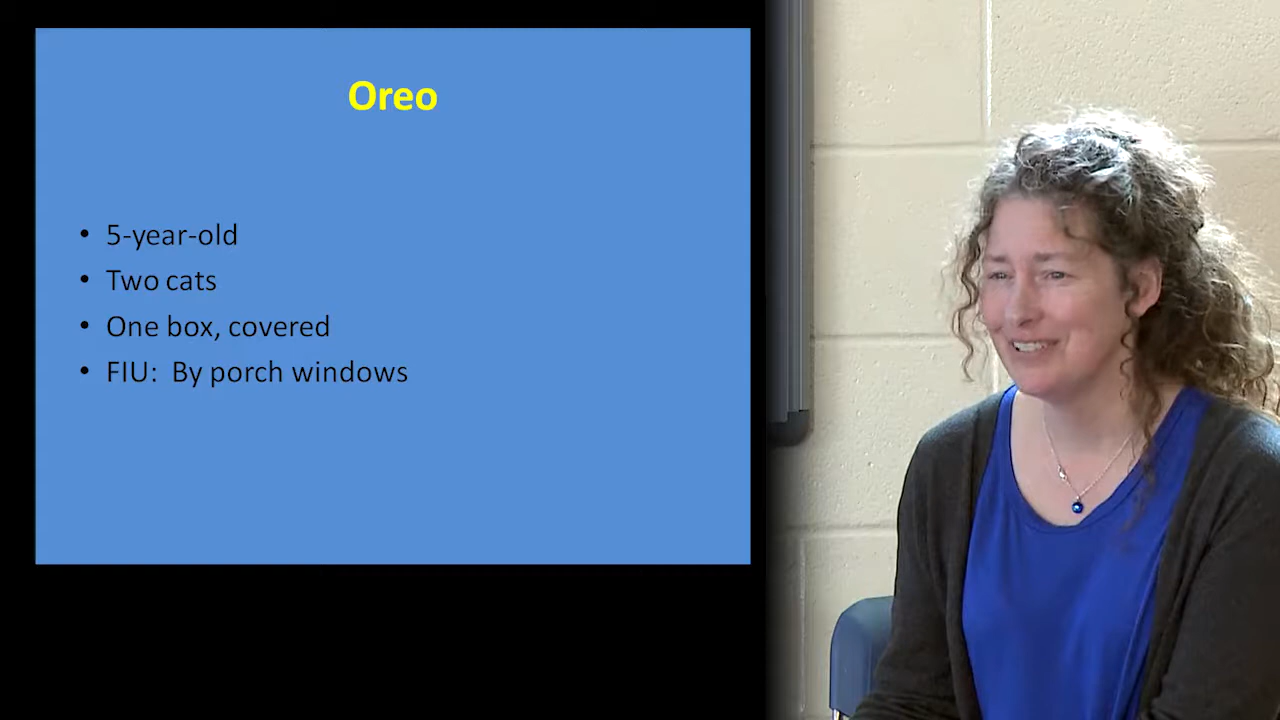 Oreo
• 5-year-old
• Two cats
• One box, covered
• FIU:  By porch windows